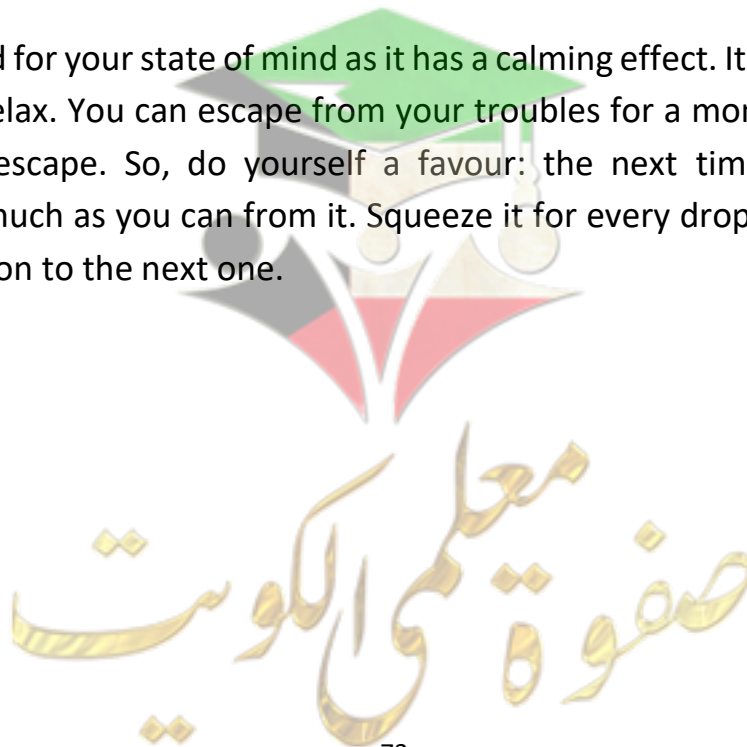 d for your state of mind as it has a calming effect. It
elax. You can escape from your troubles for a mor
escape. So, do yourself a favour: the next tim
nuch as you can from it. Squeeze it for every drop
on to the next one.
صفوة معلمى الكويت